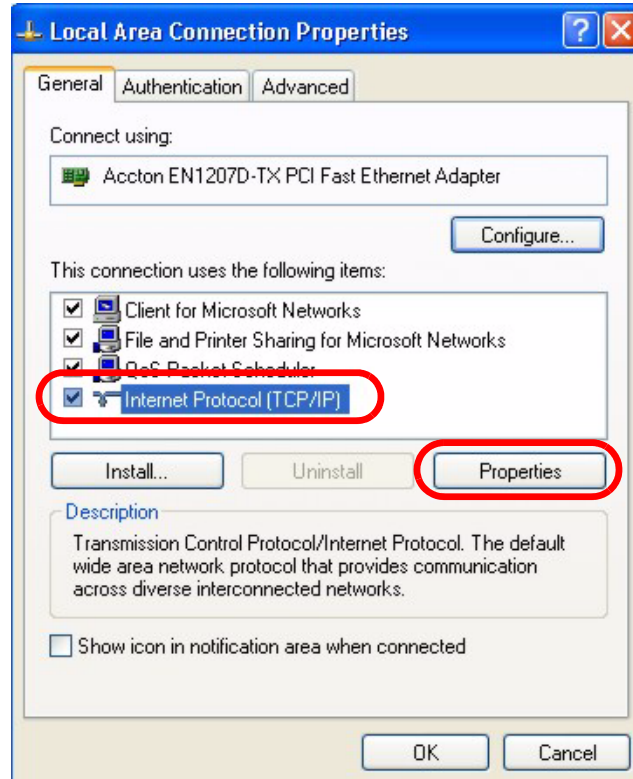 Local Area Connection Properties
General Authentication Advanced
Connect using:
Accton EN1207D-TX PCI Fast Ethernet Adapter
Configure...
This connection uses the following items:
Client for Microsoft Networks
File and Printer Sharing for Microsoft Networks
QoS Packet Scheduler
Internet Protocol (TCP/IP)
Install... Uninstall Properties
Description
Transmission Control Protocol/Internet Protocol. The default
wide area network protocol that provides communication
across diverse interconnected networks.
Show icon in notification area when connected
OK Cancel